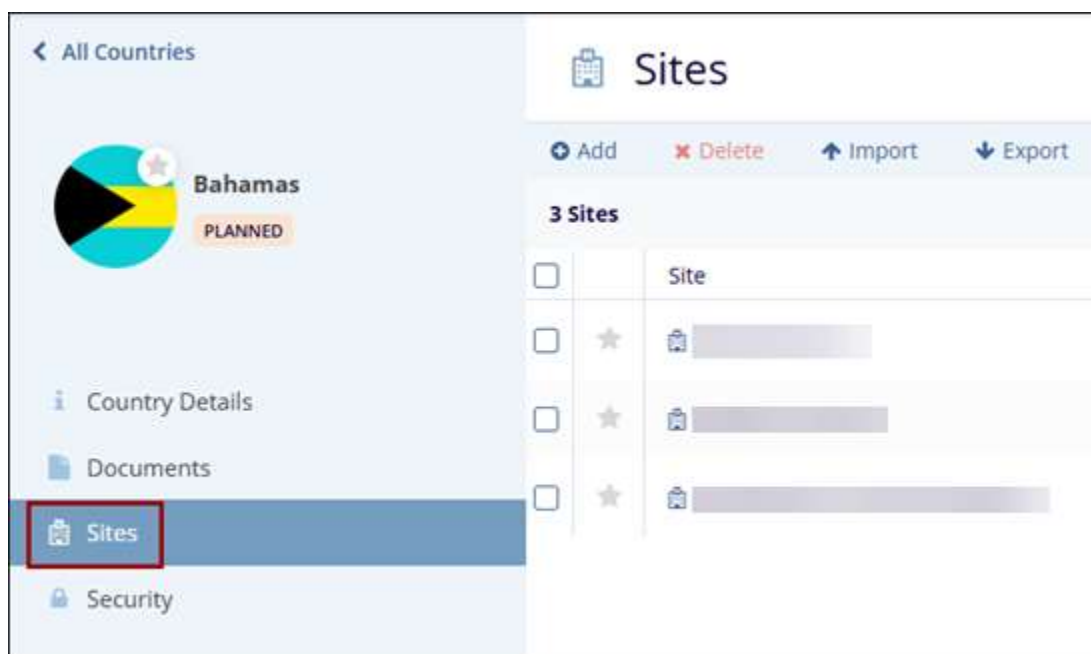 All Countries
Bahamas
PLANNED
Country Details
Documents
Sites
Security
Sites
Add Delete Import Export
3 Sites
Site